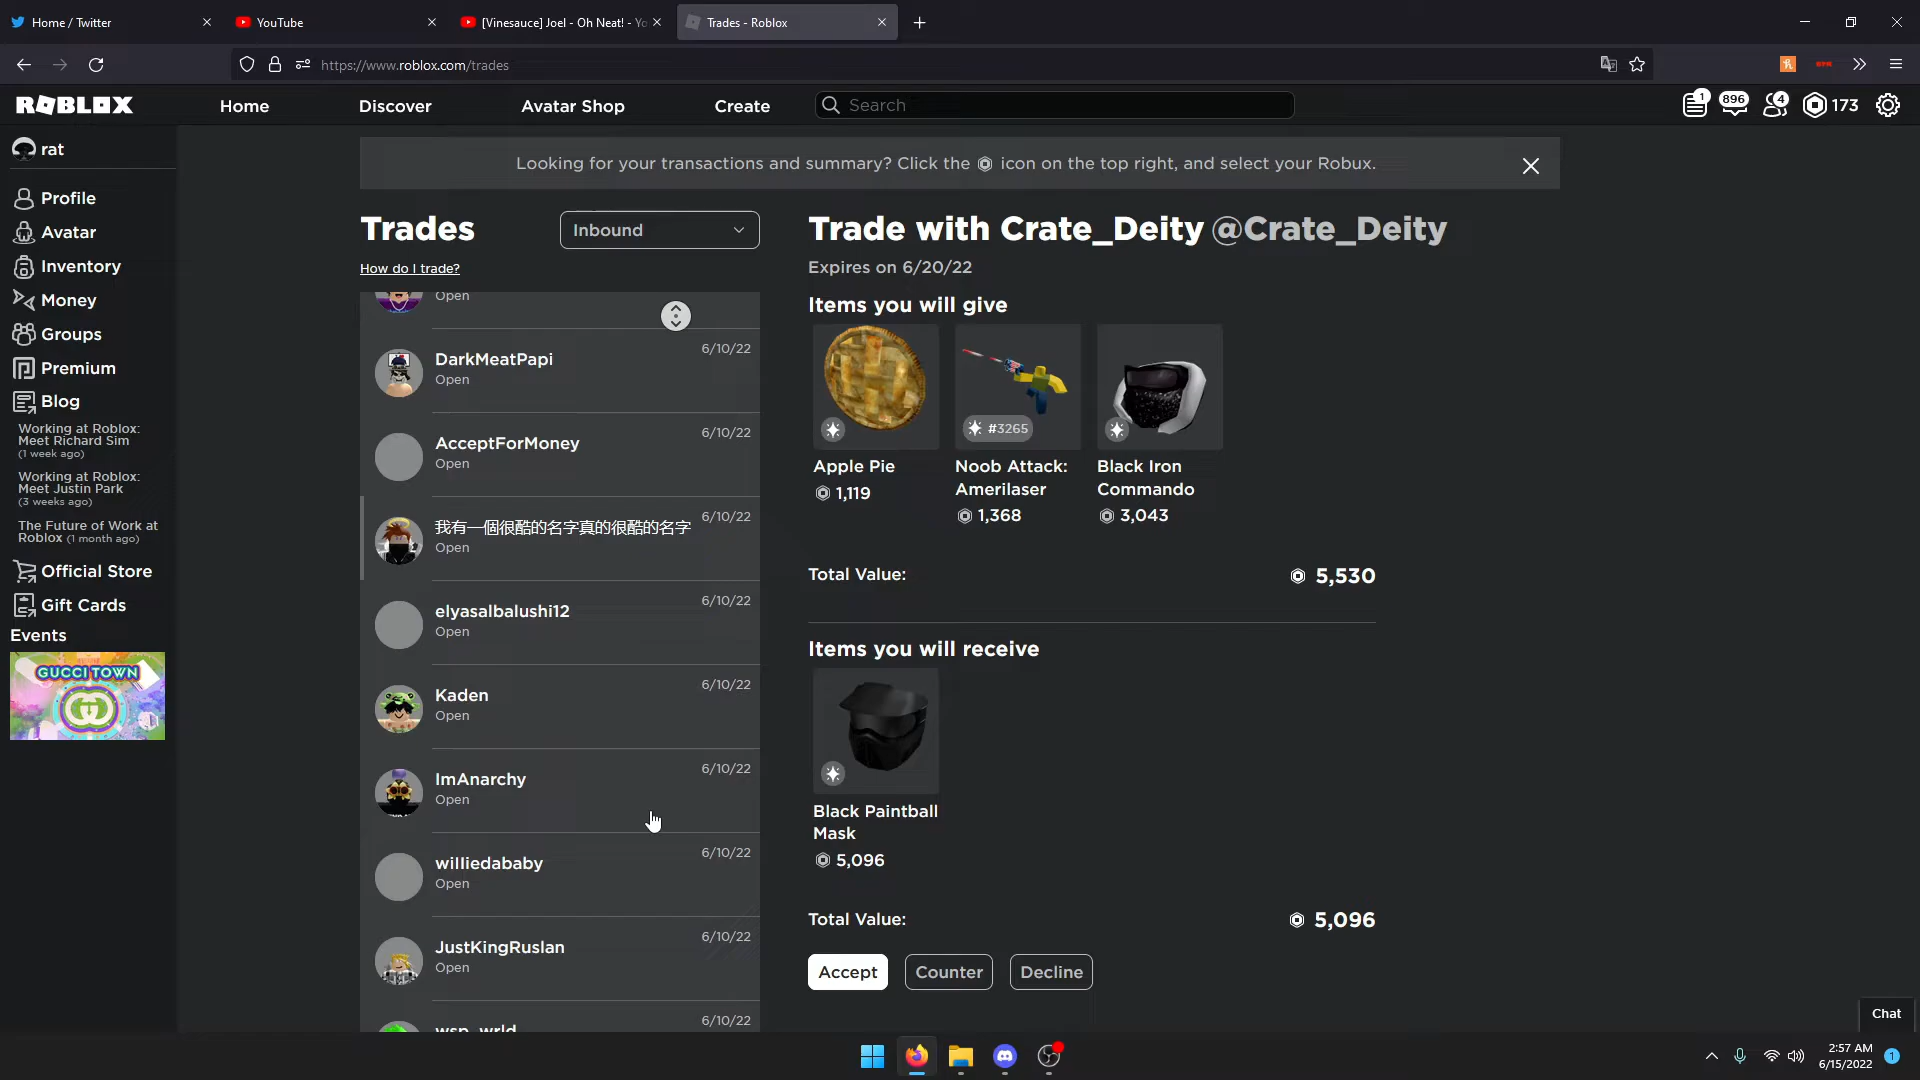 Home / Twitter
YouTube
[Vinesauce] Joel - Oh Neat! - Yo
Trades - Roblox
https://www.roblox.com/trades
ROBLOX
Home
Discover
Avatar Shop
Create
Search
1
896
4
173
rat
Profile
Avatar
Inventory
Money
Groups
Premium
Blog
Working at Roblox:
Meet Richard Sim
(1 week ago)
Working at Roblox:
Meet Justin Park
(3 weeks ago)
The Future of Work at
Roblox (1 month ago)
Official Store
Gift Cards
Events
GUCCI TOWN
Looking for your transactions and summary? Click the icon on the top right, and select your Robux.
Trades
Inbound
How do I trade?
Open
DarkMeatPapi
6/10/22
Open
AcceptForMoney
6/10/22
Open
我有一個很酷的名字真的很酷的名字
6/10/22
Open
elyasalbalushi12
6/10/22
Open
Kaden
6/10/22
Open
ImAnarchy
6/10/22
Open
williedababy
6/10/22
Open
JustKingRuslan
6/10/22
Open
wsp_wrld
6/10/22
Trade with Crate_Deity @Crate_Deity
Expires on 6/20/22
Items you will give
#3265
Apple Pie
1,119
Noob Attack:
Amerilaser
1,368
Black Iron
Commando
3,043
Total Value:
5,530
Items you will receive
Black Paintball
Mask
5,096
Total Value:
5,096
Accept
Counter
Decline
Chat
2:57 AM
6/15/2022
1